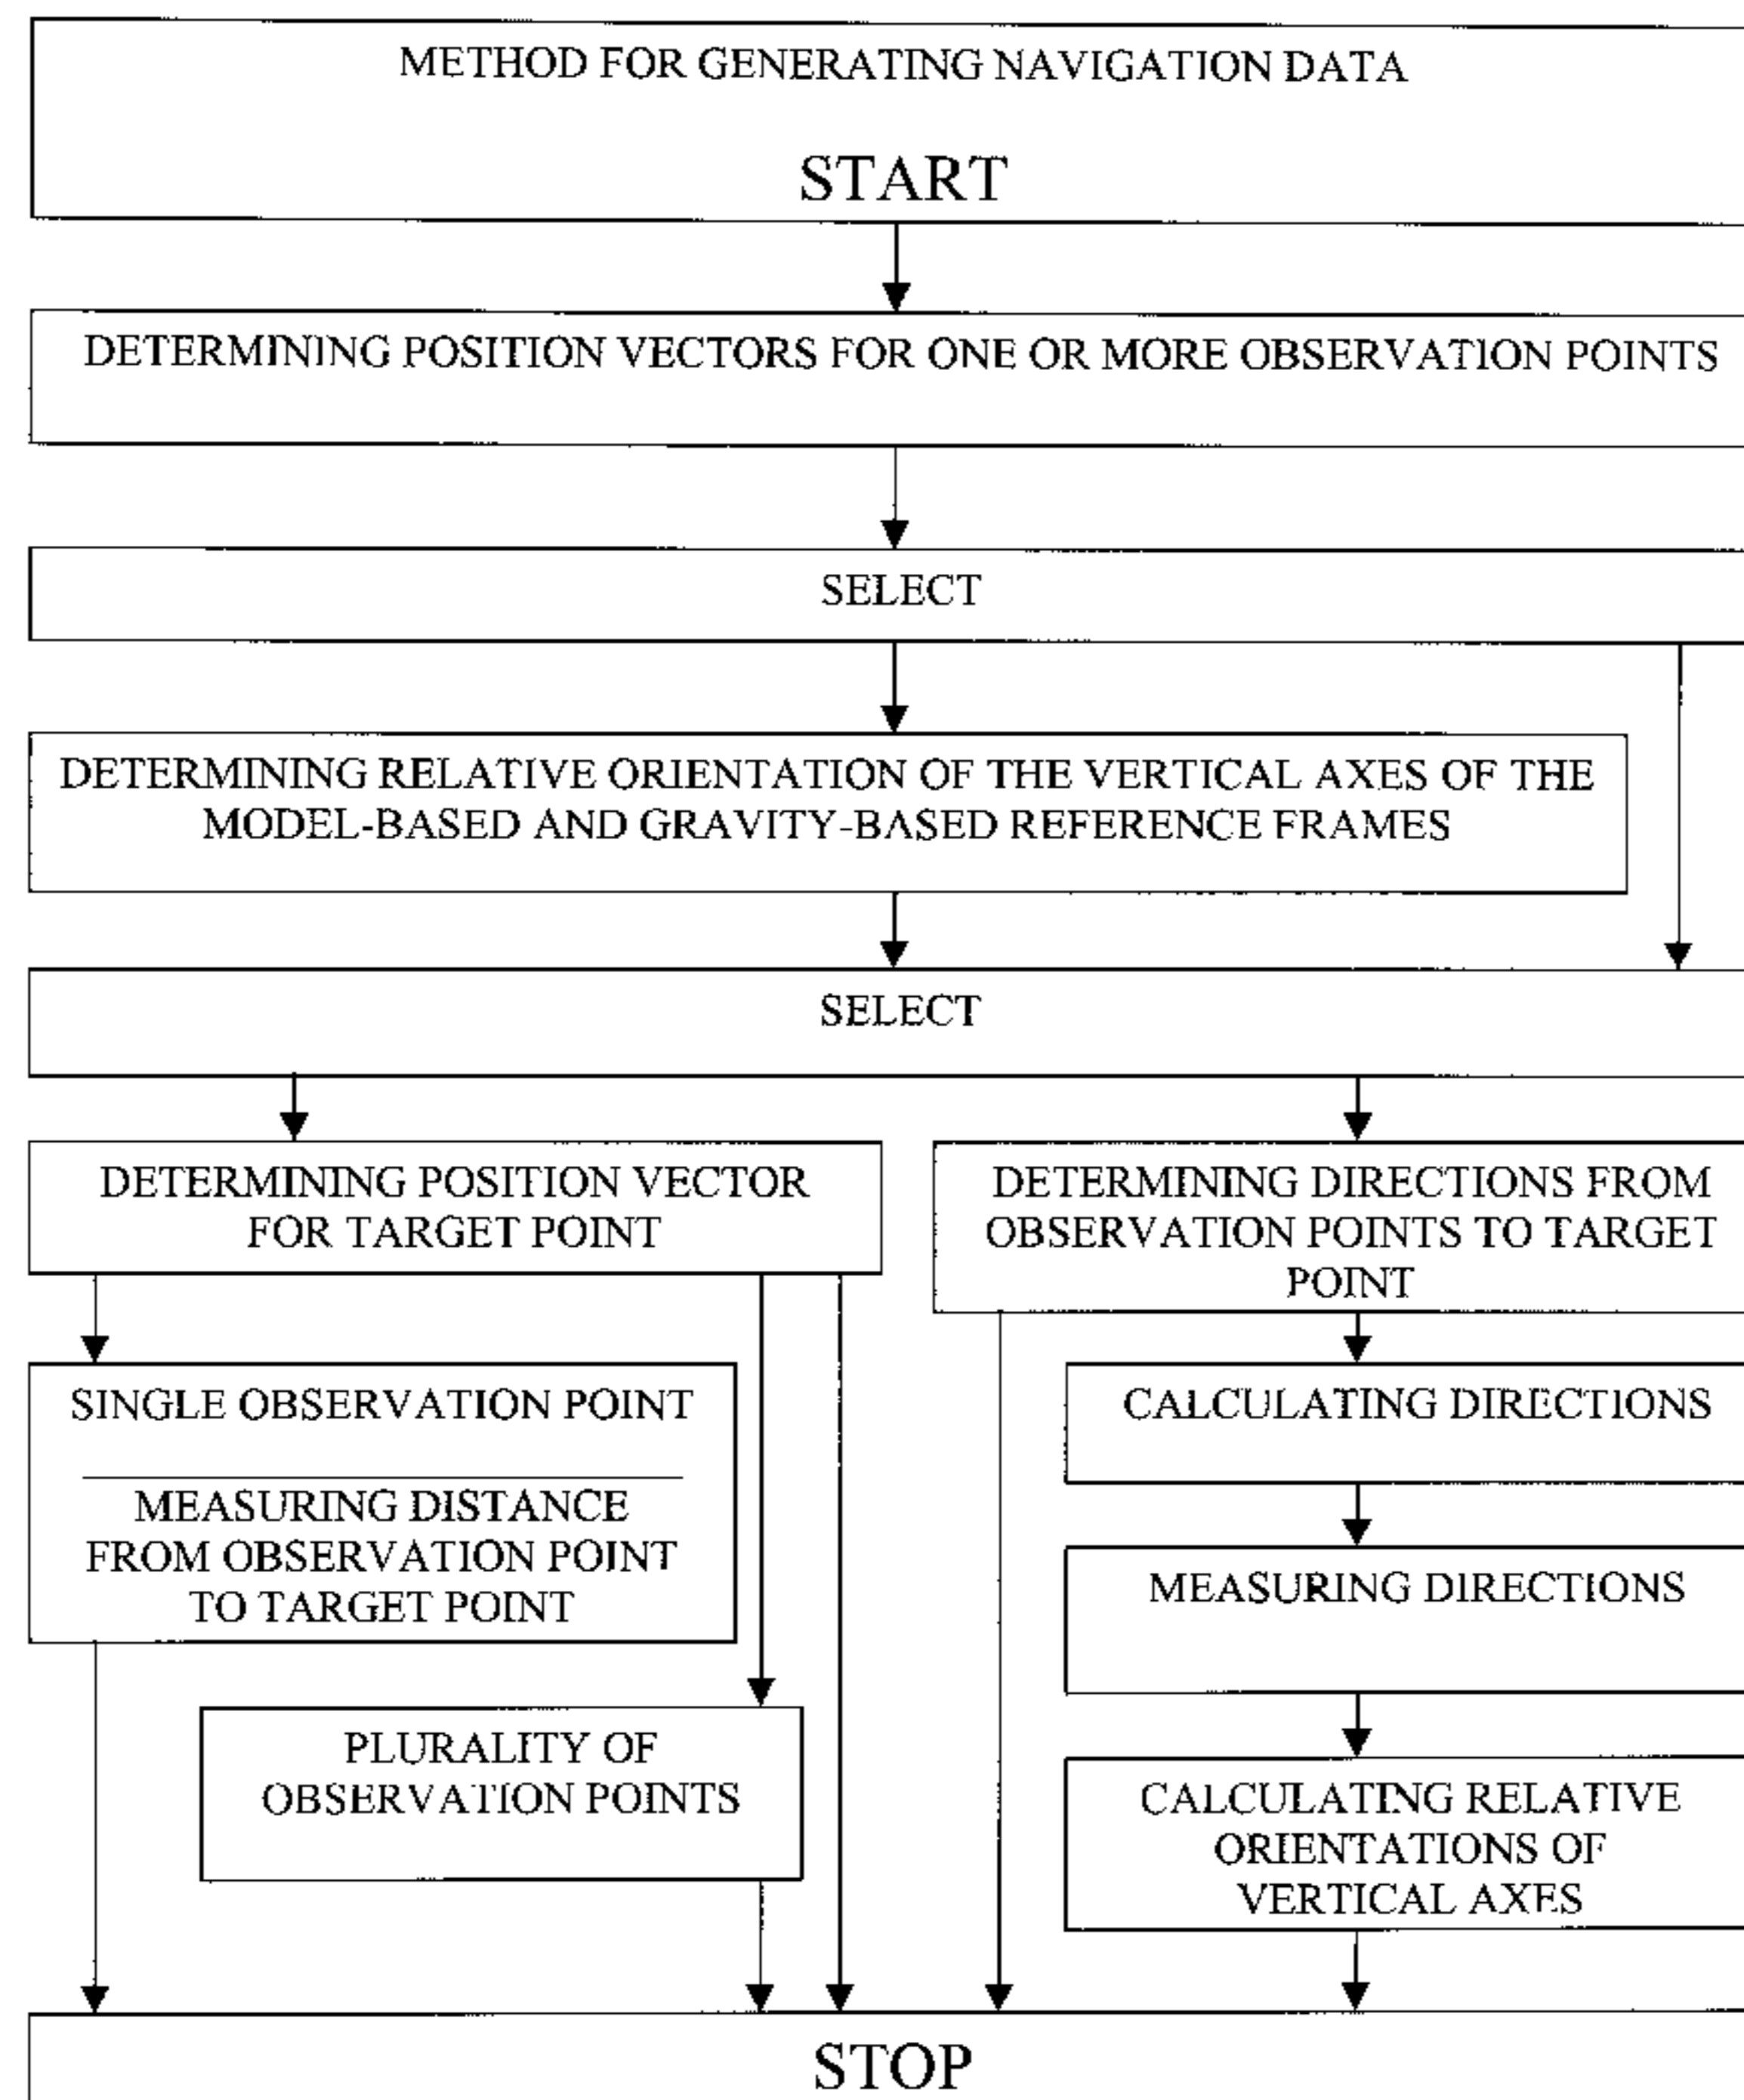 METHOD FOR GENERATING NAVIGATION DATA
START
DETERMINING POSITION VECTORS FOR ONE OR MORE OBSERVATION POINTS
SELECT
DETERMINING RELATIVE ORIENTATION OF THE VERTICAL AXES OF THE
MODEL-BASED AND GRAVITY-BASED REFERENCE FRAMES
SELECT
DETERMINING POSITION VECTOR
FOR TARGET POINT
DETERMINING DIRECTIONS FROM
OBSERVATION POINTS TO TARGET
POINT
SINGLE OBSERVATION POINT
MEASURING DISTANCE
FROM OBSERVATION POINT
TO TARGET POINT
PLURALITY OF
OBSERVATION POINTS
CALCULATING DIRECTIONS
MEASURING DIRECTIONS
CALCULATING RELATIVE
ORIENTATIONS OF
VERTICAL AXES
STOP